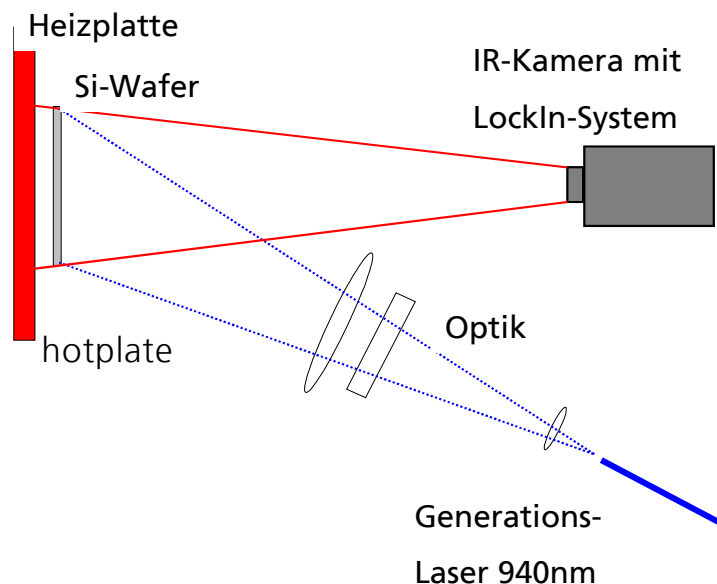 Heizplatte
Si-Wafer
IR-Kamera mit
LockIn-System
Optik
hotplate
Generations-
Laser 940nm